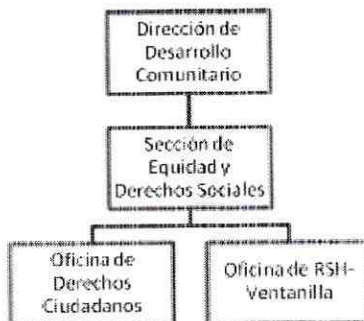 Dirección de
Desarrollo
Comunitario
Sección de
Equidad y
Derechos Sociales
Oficina de
Derechos
Ciudadanos
Oficina de RSH-
Ventanilla